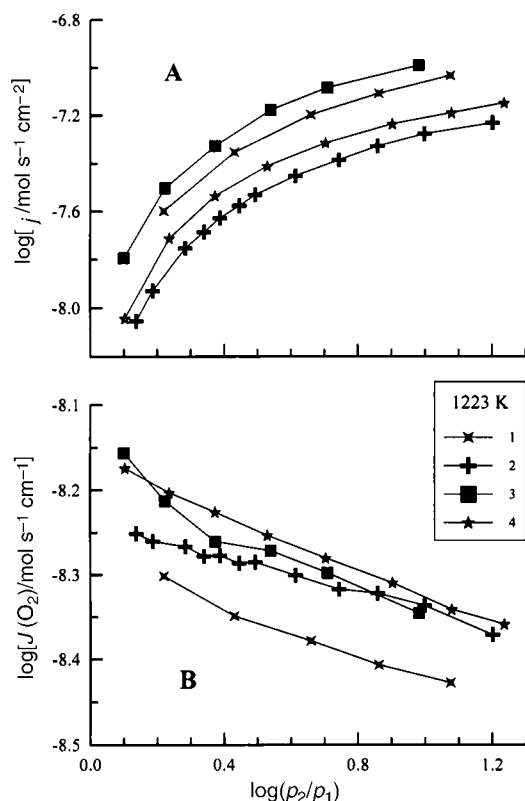 -6.8
-7.2
-7.6
-8.0
A
log[j/mol s⁻¹ cm⁻²]
1223 K
1
2
3
4
-8.1
-8.2
-8.3
-8.4
-8.5
B
log[J (O₂)/mol s⁻¹ cm⁻¹]
0.0 0.4 0.8 1.2
log(p₂/p₁)